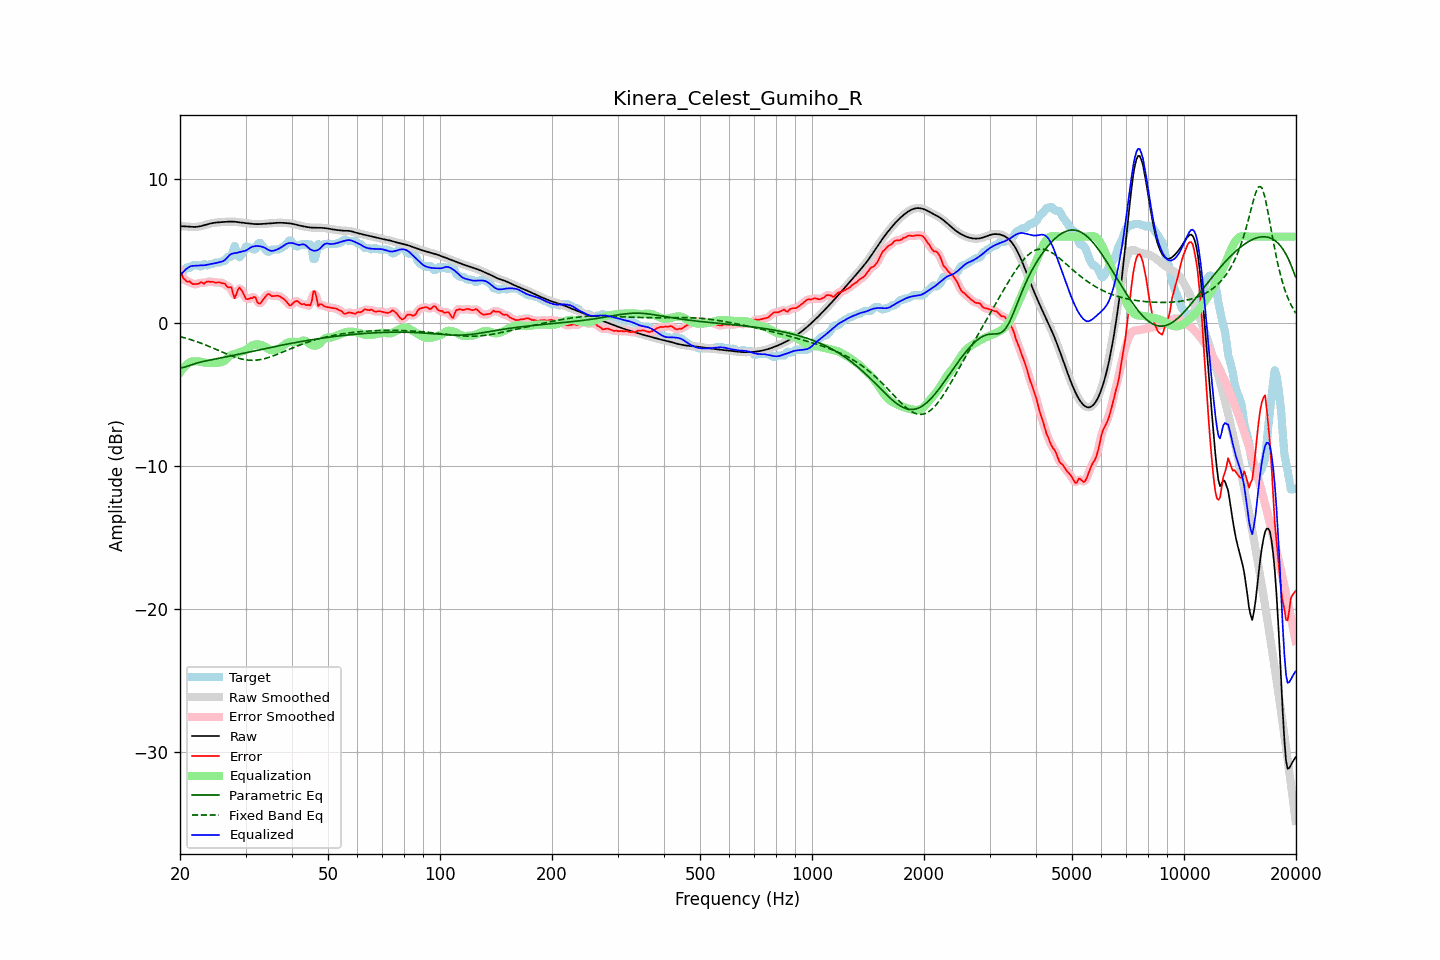 Kinera_Celest_Gumiho_R
Amplitude (dBr)
10
0
−10
−20
−30
Target
Raw Smoothed
Error Smoothed
Raw
Error
Equalization
Parametric Eq
Fixed Band Eq
Equalized
20 50 100 200 500 1000 2000 5000 10000 20000
Frequency (Hz)